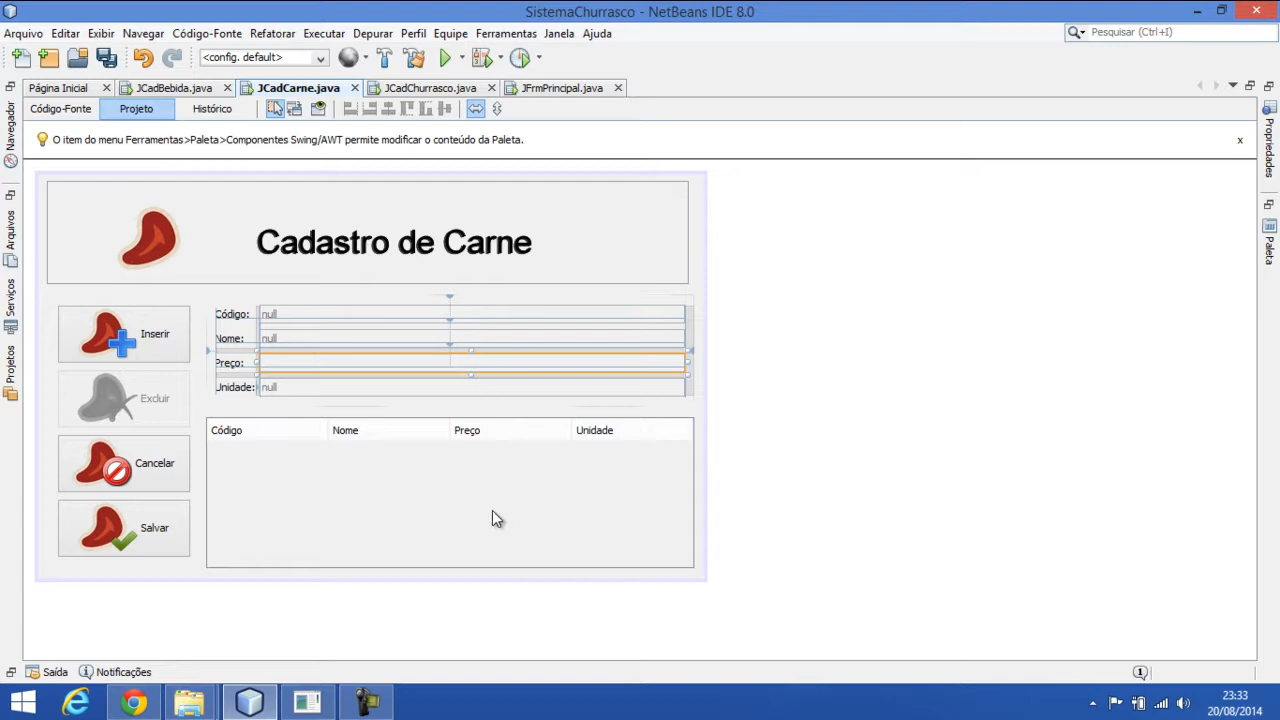 SistemaChurrasco - NetBeans IDE 8.0
Arquivo Editar Exibir Navegar Código-Fonte Refatorar Executar Depurar Perfil Equipe Ferramentas Janela Ajuda
Pesquisar (Ctrl+I)
<config. default>
Página Inicial JCadBebida.java JCadCarne.java JCadChurrasco.java JFrmPrincipal.java
Código-Fonte Projeto Histórico
O item do menu Ferramentas>Paleta>Componentes Swing/AWT permite modificar o conteúdo da Paleta.
x
Navegador
Arquivos
Serviços
Projetos
Propriedades
Paleta
Cadastro de Carne
Inserir
Excluir
Cancelar
Salvar
Código: null
Nome: null
Preço:
Unidade: null
Código Nome Preço Unidade
Saída Notificações
1
23:33
20/08/2014